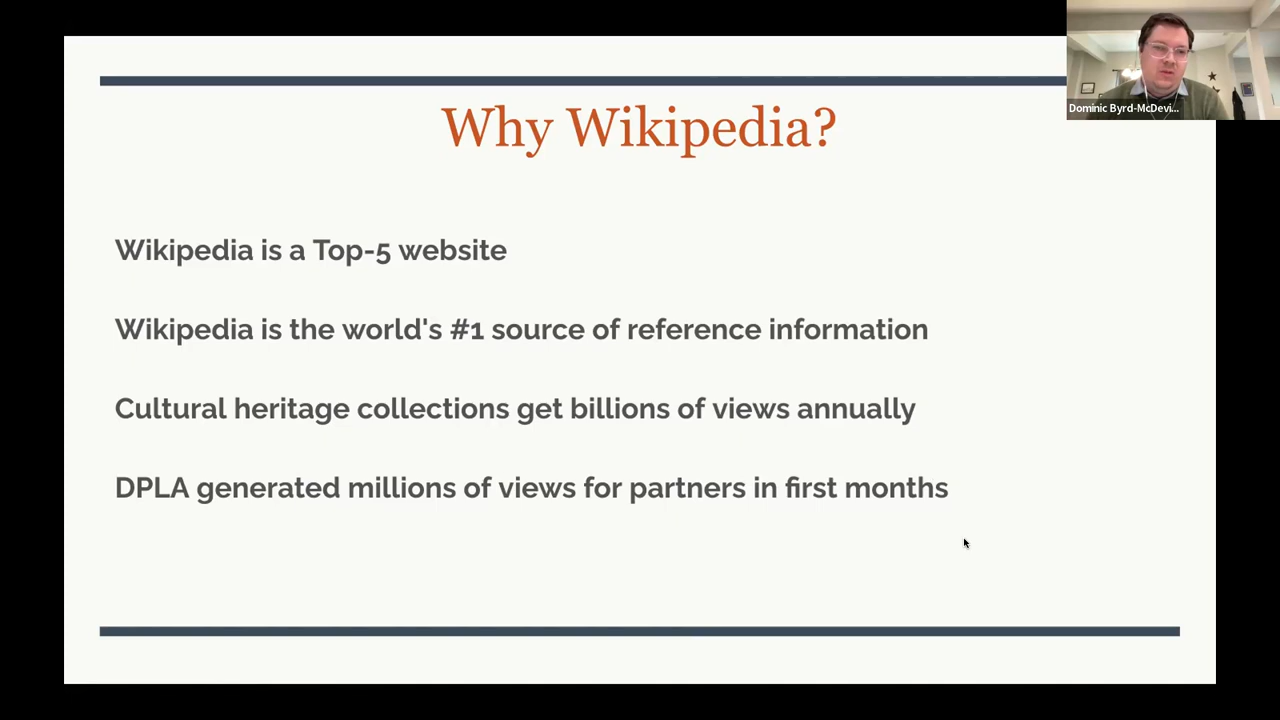 Why Wikipedia?
Wikipedia is a Top-5 website
Wikipedia is the world's #1 source of reference information
Cultural heritage collections get billions of views annually
DPLA generated millions of views for partners in first months
Dominic Byrd-McDevi...